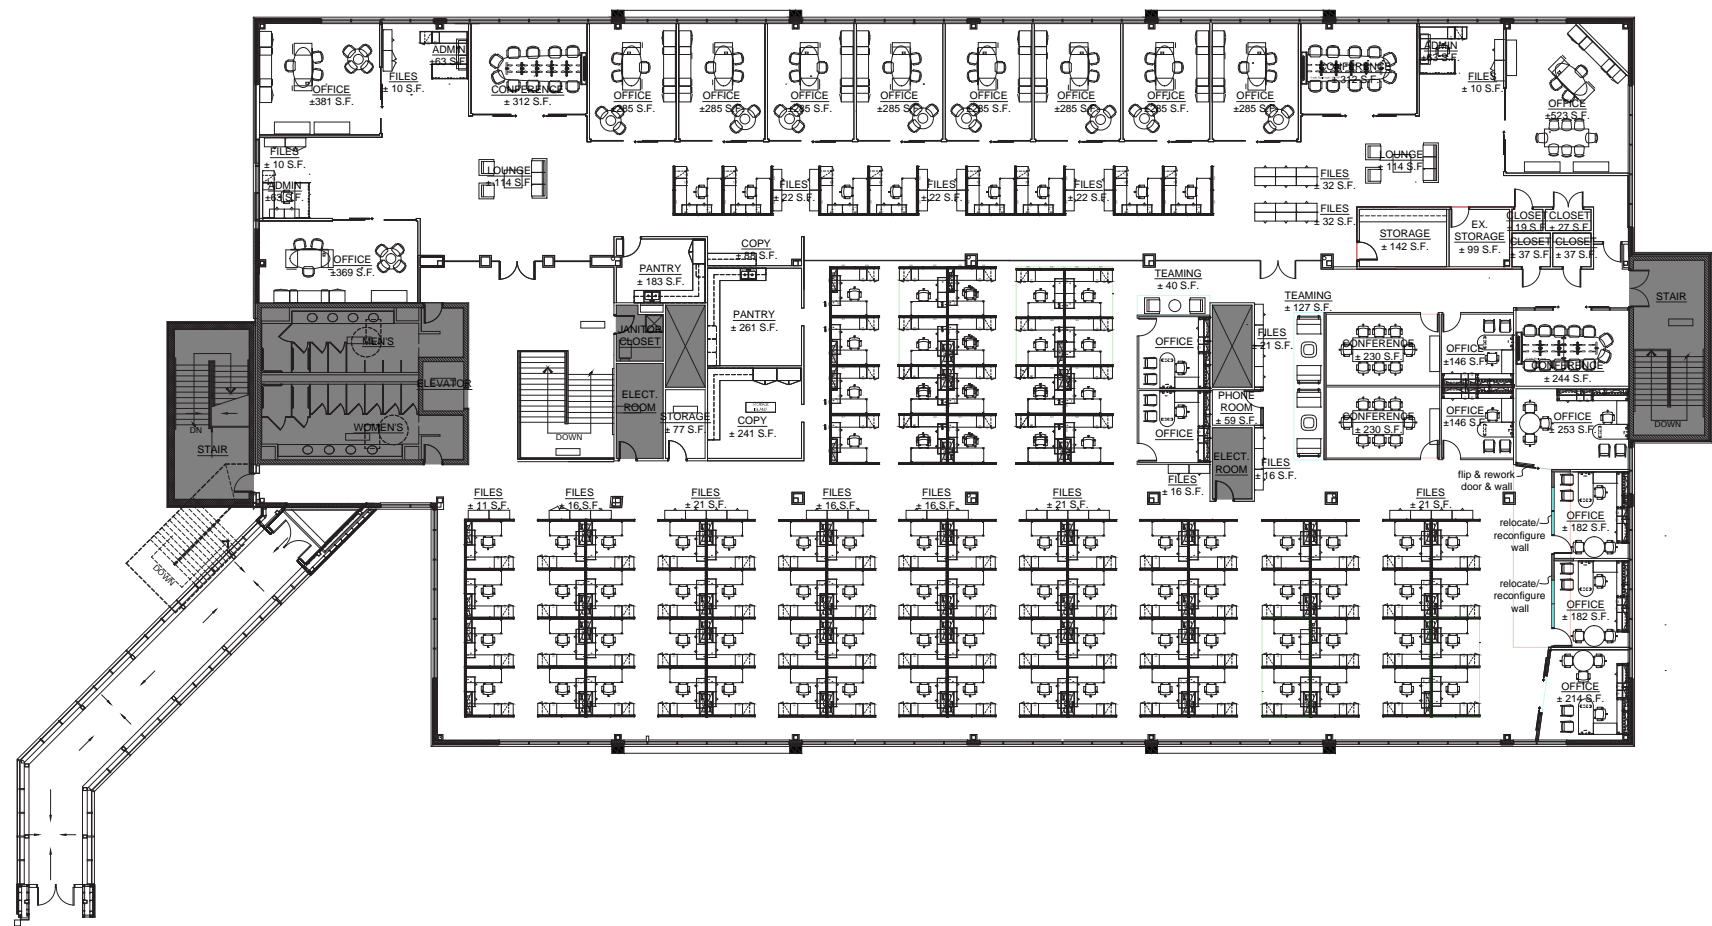 OFFICE
±381 S.F.
FILES
± 10 S.F.
ADMIN
±63 S.F.
CONFERENCE
± 312 S.F.
OFFICE
±285 S.F.
OFFICE
±285 S.F.
OFFICE
±285 S.F.
OFFICE
±285 S.F.
OFFICE
±285 S.F.
OFFICE
±285 S.F.
OFFICE
±285 S.F.
OFFICE
±285 S.F.
CONFERENCE
± 312 S.F.
ADMIN
±63 S.F.
FILES
± 10 S.F.
OFFICE
±523 S.F.
FILES
± 10 S.F.
ADMIN
±63 S.F.
LOUNGE
± 114 S.F.
FILES
± 22 S.F.
FILES
± 22 S.F.
FILES
± 22 S.F.
FILES
± 32 S.F.
FILES
± 32 S.F.
LOUNGE
± 114 S.F.
STORAGE
± 142 S.F.
EX.
STORAGE
± 99 S.F.
CLOSET
± 19 S.F.
CLOSET
± 27 S.F.
CLOSET
± 37 S.F.
CLOSET
± 37 S.F.
OFFICE
±369 S.F.
PANTRY
± 183 S.F.
COPY
± 88 S.F.
PANTRY
± 261 S.F.
TEAMING
± 40 S.F.
TEAMING
± 127 S.F.
STAIR
DOWN
MEN'S
WOMEN'S
ELEVATOR
STAIR
DN
JANITOR
CLOSET
ELECT.
ROOM
STORAGE
± 77 S.F.
STORAGE
ISLAND
COPY
± 241 S.F.
DOWN
OFFICE
OFFICE
FILES
± 21 S.F.
PHONE
ROOM
± 59 S.F.
ELECT.
ROOM
FILES
± 16 S.F.
FILES
± 16 S.F.
CONFERENCE
± 230 S.F.
CONFERENCE
± 230 S.F.
OFFICE
±146 S.F.
OFFICE
±146 S.F.
CONFERENCE
± 244 S.F.
OFFICE
± 253 S.F.
flip & rework
door & wall
OFFICE
± 182 S.F.
relocate/
reconfigure
wall
OFFICE
± 182 S.F.
relocate/
reconfigure
wall
OFFICE
± 214 S.F.
FILES
± 11 S.F.
FILES
± 16 S.F.
FILES
± 21 S.F.
FILES
± 16 S.F.
FILES
± 16 S.F.
FILES
± 21 S.F.
FILES
± 21 S.F.
DOWN